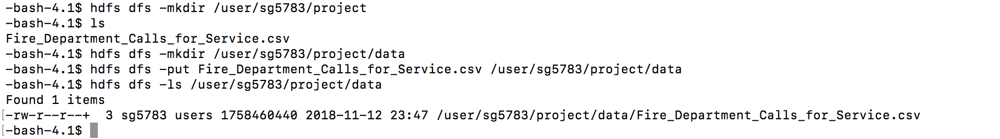 -bash-4.1$ hdfs dfs -mkdir /user/sg5783/project
-bash-4.1$ ls
Fire_Department_Calls_for_Service.csv
-bash-4.1$ hdfs dfs -mkdir /user/sg5783/project/data
-bash-4.1$ hdfs dfs -put Fire_Department_Calls_for_Service.csv /user/sg5783/project/data
-bash-4.1$ hdfs dfs -ls /user/sg5783/project/data
Found 1 items
[-rw-r--r--+  3 sg5783 users 1758460440 2018-11-12 23:47 /user/sg5783/project/data/Fire_Department_Calls_for_Service.csv
[-bash-4.1$